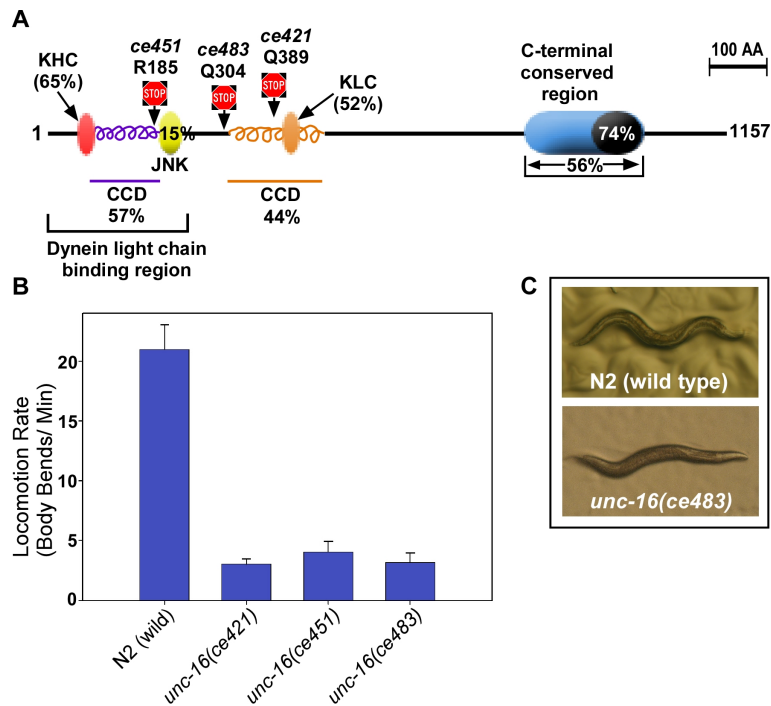 A
ce451
R185
ce483
Q304
ce421
Q389
KHC
(65%)
STOP
STOP
STOP
KLC
(52%)
C-terminal
conserved
region
100 AA
1
15%
74%
1157
JNK
56%
CCD
57%
CCD
44%
Dynein light chain
binding region
B
Locomotion Rate
(Body Bends/ Min)
20
15
10
5
0
N2 (wild)
unc-16(ce421)
unc-16(ce451)
unc-16(ce483)
C
N2 (wild type)
unc-16(ce483)